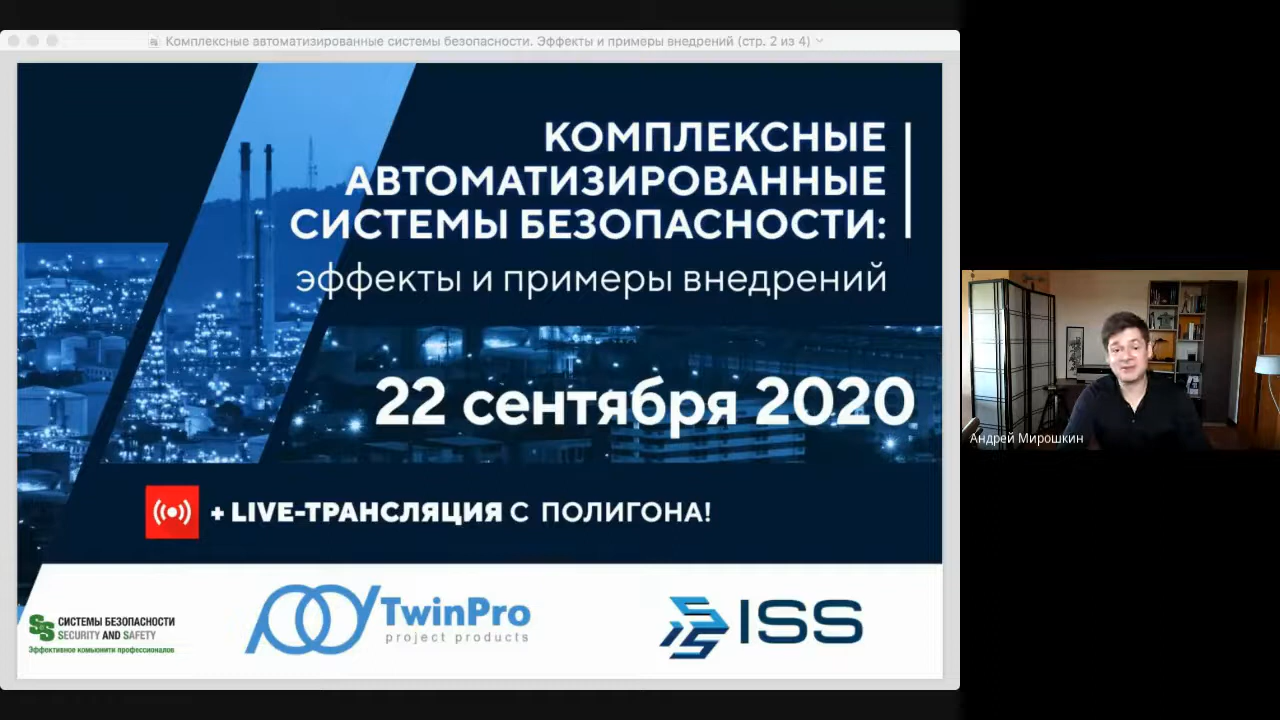 Комплексные автоматизированные системы безопасности. Эффекты и примеры внедрений (стр. 2 из 4)
КОМПЛЕКСНЫЕ
АВТОМАТИЗИРОВАННЫЕ
СИСТЕМЫ БЕЗОПАСНОСТИ:
эффекты и примеры внедрений
22 сентября 2020
+ LIVE-ТРАНСЛЯЦИЯ С ПОЛИГОНА!
СИСТЕМЫ БЕЗОПАСНОСТИ
SECURITY AND SAFETY
Эффективное комьюнити профессионалов
TwinPro
project products
ISS
Андрей Мирошкин